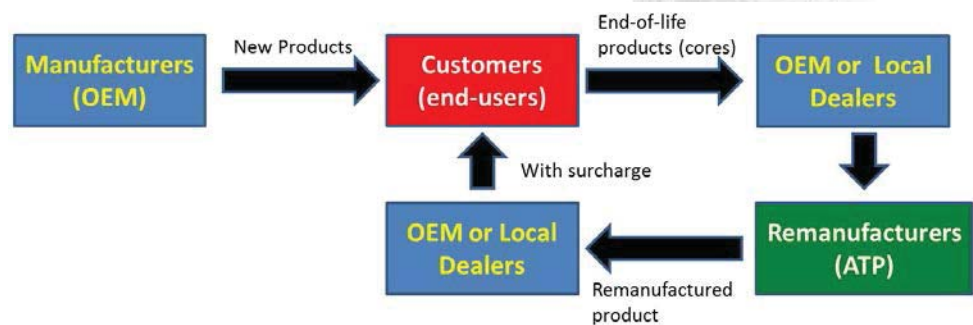 Manufacturers
(OEM)
New Products
Customers
(end-users)
End-of-life
products (cores)
OEM or Local
Dealers
With surcharge
OEM or Local
Dealers
Remanufactured
product
Remanufacturers
(ATP)